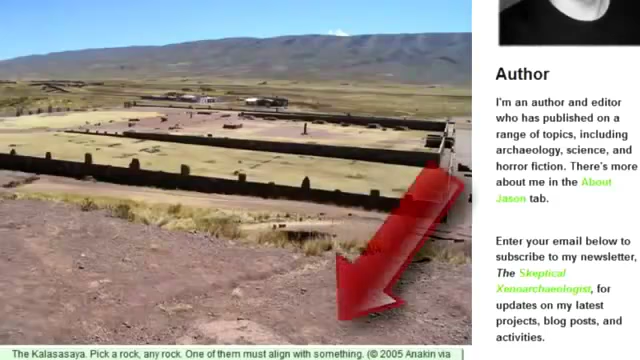 Author
I'm an author and editor
who has published on a
range of topics, including
archaeology, science, and
horror fiction. There's more
about me in the About
Jason tab.
Enter your email below to
subscribe to my newsletter,
The Skeptical
Xenoarchaeologist, for
updates on my latest
projects, blog posts, and
activities.
The Kalasasaya. Pick a rock, any rock. One of them must align with something. (© 2005 Anakin via